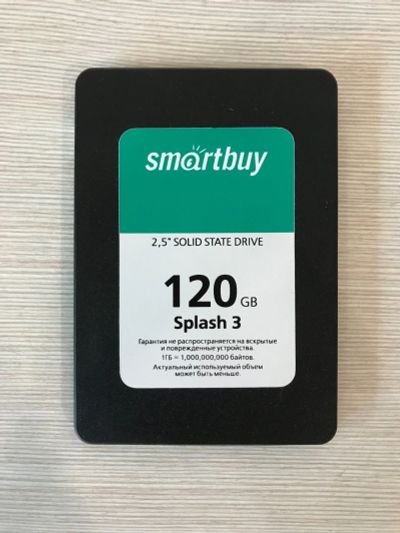 smartbuy
2,5" SOLID STATE DRIVE
120 GB
Splash 3
Гарантия не распространяется на вскрытые
и поврежденные устройства.
1ГБ = 1,000,000,000 байтов.
Актуальный используемый объем
может быть меньше.